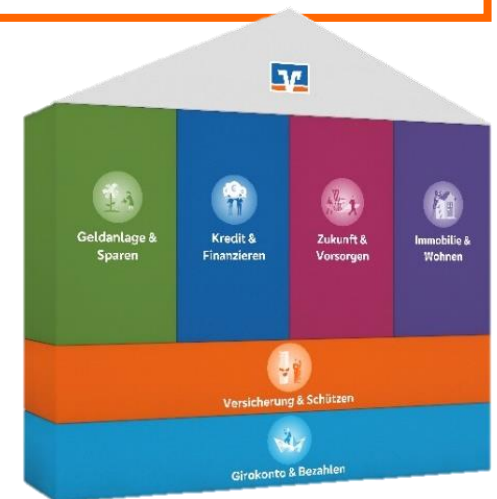 Geldanlage &
Sparen
Kredit &
Finanzieren
Zukunft &
Vorsorgen
Immobilie &
Wohnen
Versicherung & Schützen
Girokonto & Bezahlen